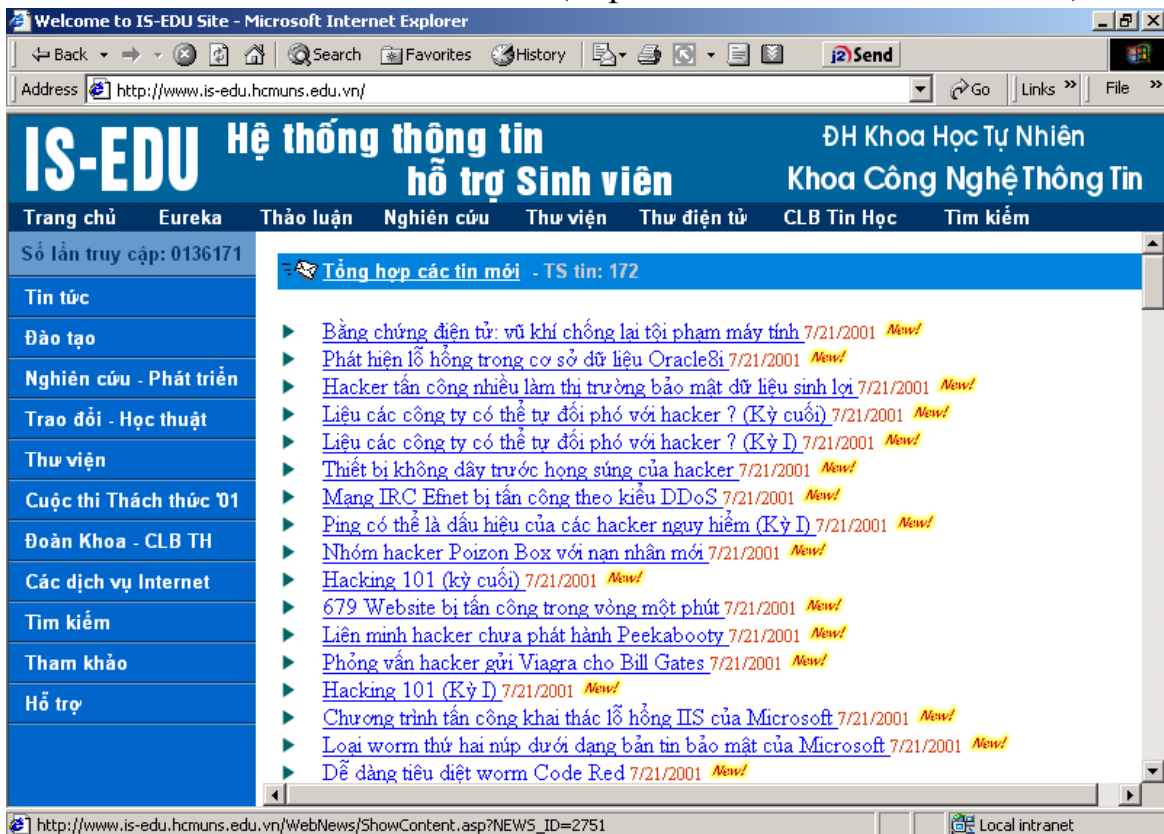 Welcome to IS-EDU Site - Microsoft Internet Explorer
Back Search Favorites History j2 Send
Address http://www.is-edu.hcmuns.edu.vn/ Go Links » File »
IS-EDU Hệ thống thông tin
hỗ trợ Sinh viên
ĐH Khoa Học Tự Nhiên
Khoa Công Nghệ Thông Tin
Trang chủ Eureka Thảo luận Nghiên cứu Thư viện Thư điện tử CLB Tin Học Tìm kiếm
Số lần truy cập: 0136171
Tin tức
Đào tạo
Nghiên cứu - Phát triển
Trao đổi - Học thuật
Thư viện
Cuộc thi Thách thức '01
Đoàn Khoa - CLB TH
Các dịch vụ Internet
Tìm kiếm
Tham khảo
Hỗ trợ
Tổng hợp các tin mới - TS tin: 172
Bằng chứng điện tử: vũ khí chống lại tội phạm máy tính 7/21/2001 New!
Phát hiện lỗ hổng trong cơ sở dữ liệu Oracle8i 7/21/2001 New!
Hacker tấn công nhiều làm thị trường bảo mật dữ liệu sinh lợi 7/21/2001 New!
Liệu các công ty có thể tự đối phó với hacker ? (Kỳ cuối) 7/21/2001 New!
Liệu các công ty có thể tự đối phó với hacker ? (Kỳ I) 7/21/2001 New!
Thiết bị không dây trước họng súng của hacker 7/21/2001 New!
Mạng IRC Efnet bị tấn công theo kiểu DDoS 7/21/2001 New!
Ping có thể là dấu hiệu của các hacker nguy hiểm (Kỳ I) 7/21/2001 New!
Nhóm hacker Poizon Box với nạn nhân mới 7/21/2001 New!
Hacking 101 (kỳ cuối) 7/21/2001 New!
679 Website bị tấn công trong vòng một phút 7/21/2001 New!
Liên minh hacker chưa phát hành Peekabooty 7/21/2001 New!
Phỏng vấn hacker gửi Viagra cho Bill Gates 7/21/2001 New!
Hacking 101 (Kỳ I) 7/21/2001 New!
Chương trình tấn công khai thác lỗ hổng IIS của Microsoft 7/21/2001 New!
Loại worm thứ hai núp dưới dạng bản tin bảo mật của Microsoft 7/21/2001 New!
Dễ dàng tiêu diệt worm Code Red 7/21/2001 New!
http://www.is-edu.hcmuns.edu.vn/WebNews/ShowContent.asp?NEWS_ID=2751 Local intranet